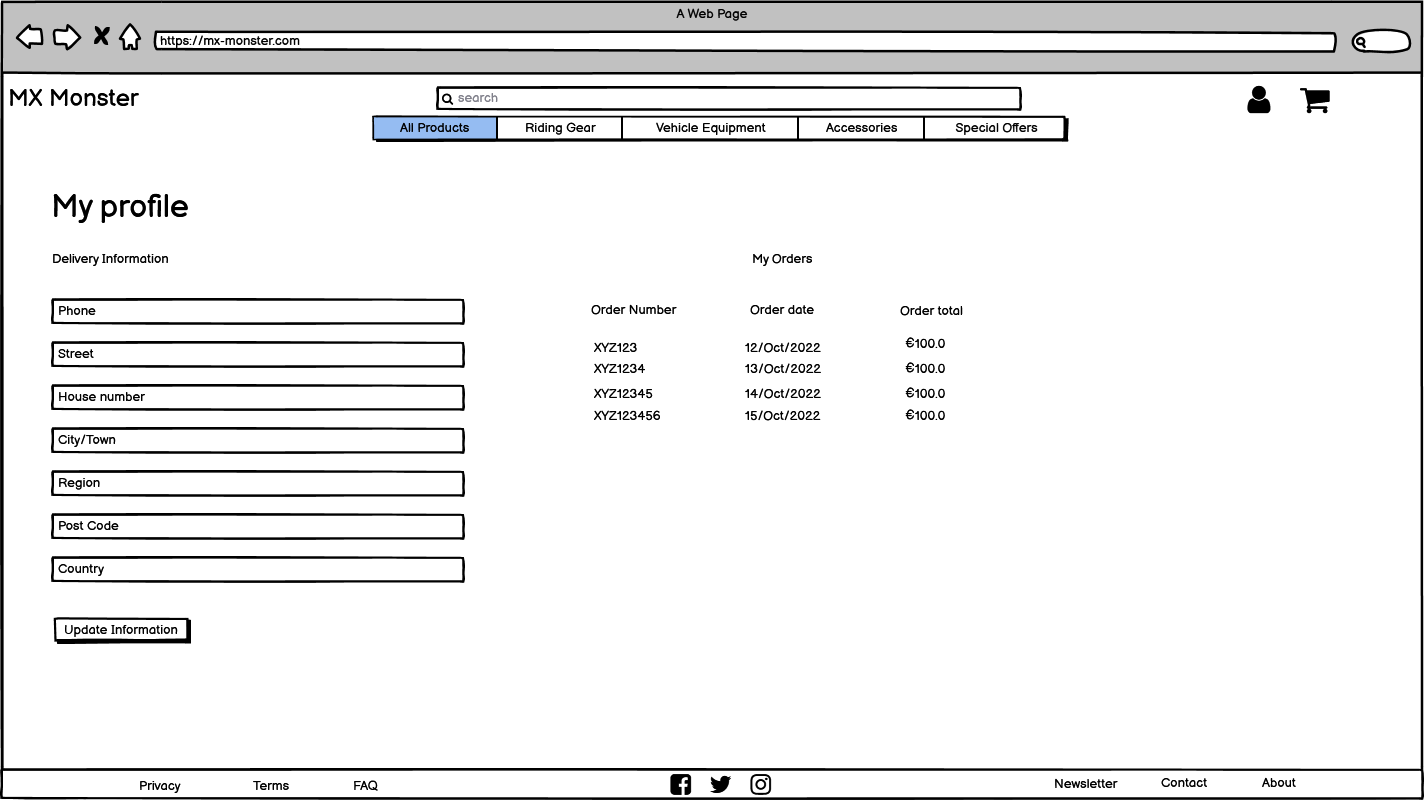 A Web Page
https://mx-monster.com
MX Monster
search
All Products Riding Gear Vehicle Equipment Accessories Special Offers
My profile
Delivery Information
Phone
Street
House number
City/Town
Region
Post Code
Country
Update Information
My Orders
Order Number Order date Order total
XYZ123 12/Oct/2022 €100.0
XYZ1234 13/Oct/2022 €100.0
XYZ12345 14/Oct/2022 €100.0
XYZ123456 15/Oct/2022 €100.0
Privacy Terms FAQ Newsletter Contact About